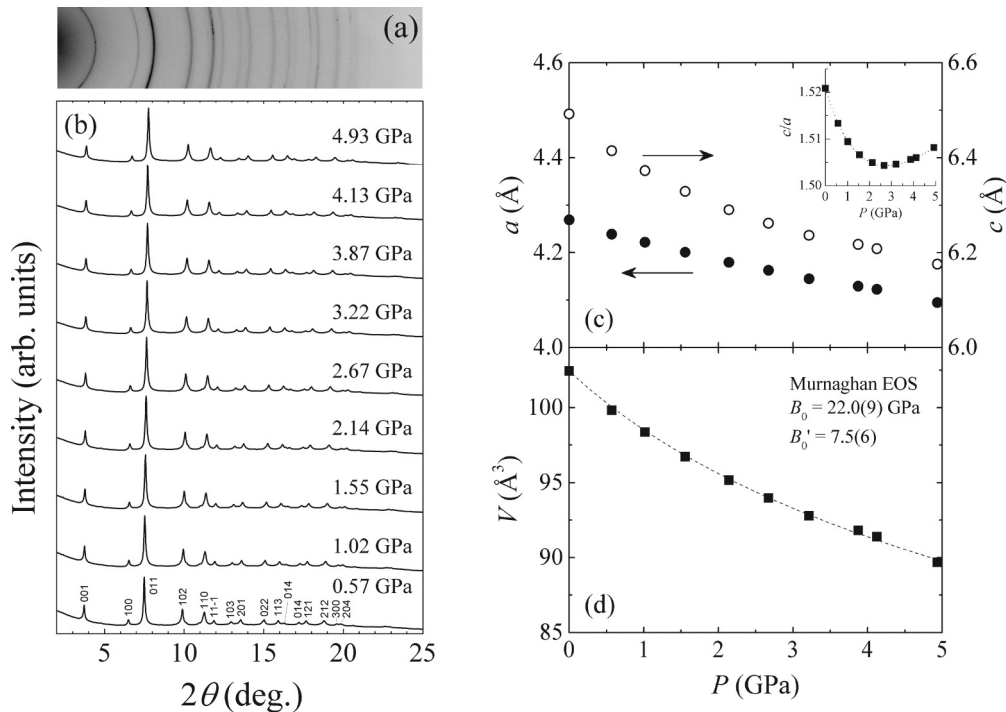 (a)
(b)
4.93 GPa
4.13 GPa
3.87 GPa
3.22 GPa
2.67 GPa
2.14 GPa
1.55 GPa
1.02 GPa
0.57 GPa
001
100
011
102
110
11-1
103
201
022
113
014
014
121
212
300
204
5 10 15 20 25
2θ (deg.)
Intensity (arb. units)
4.6
4.4
4.2
4.0
a (Å)
6.6
6.4
6.2
6.0
c (Å)
1.52
1.51
1.50
c/a
0 1 2 3 4 5
P (GPa)
(c)
100
95
90
85
V (Å³)
Murnaghan EOS
B₀ = 22.0(9) GPa
B₀' = 7.5(6)
(d)
0 1 2 3 4 5
P (GPa)